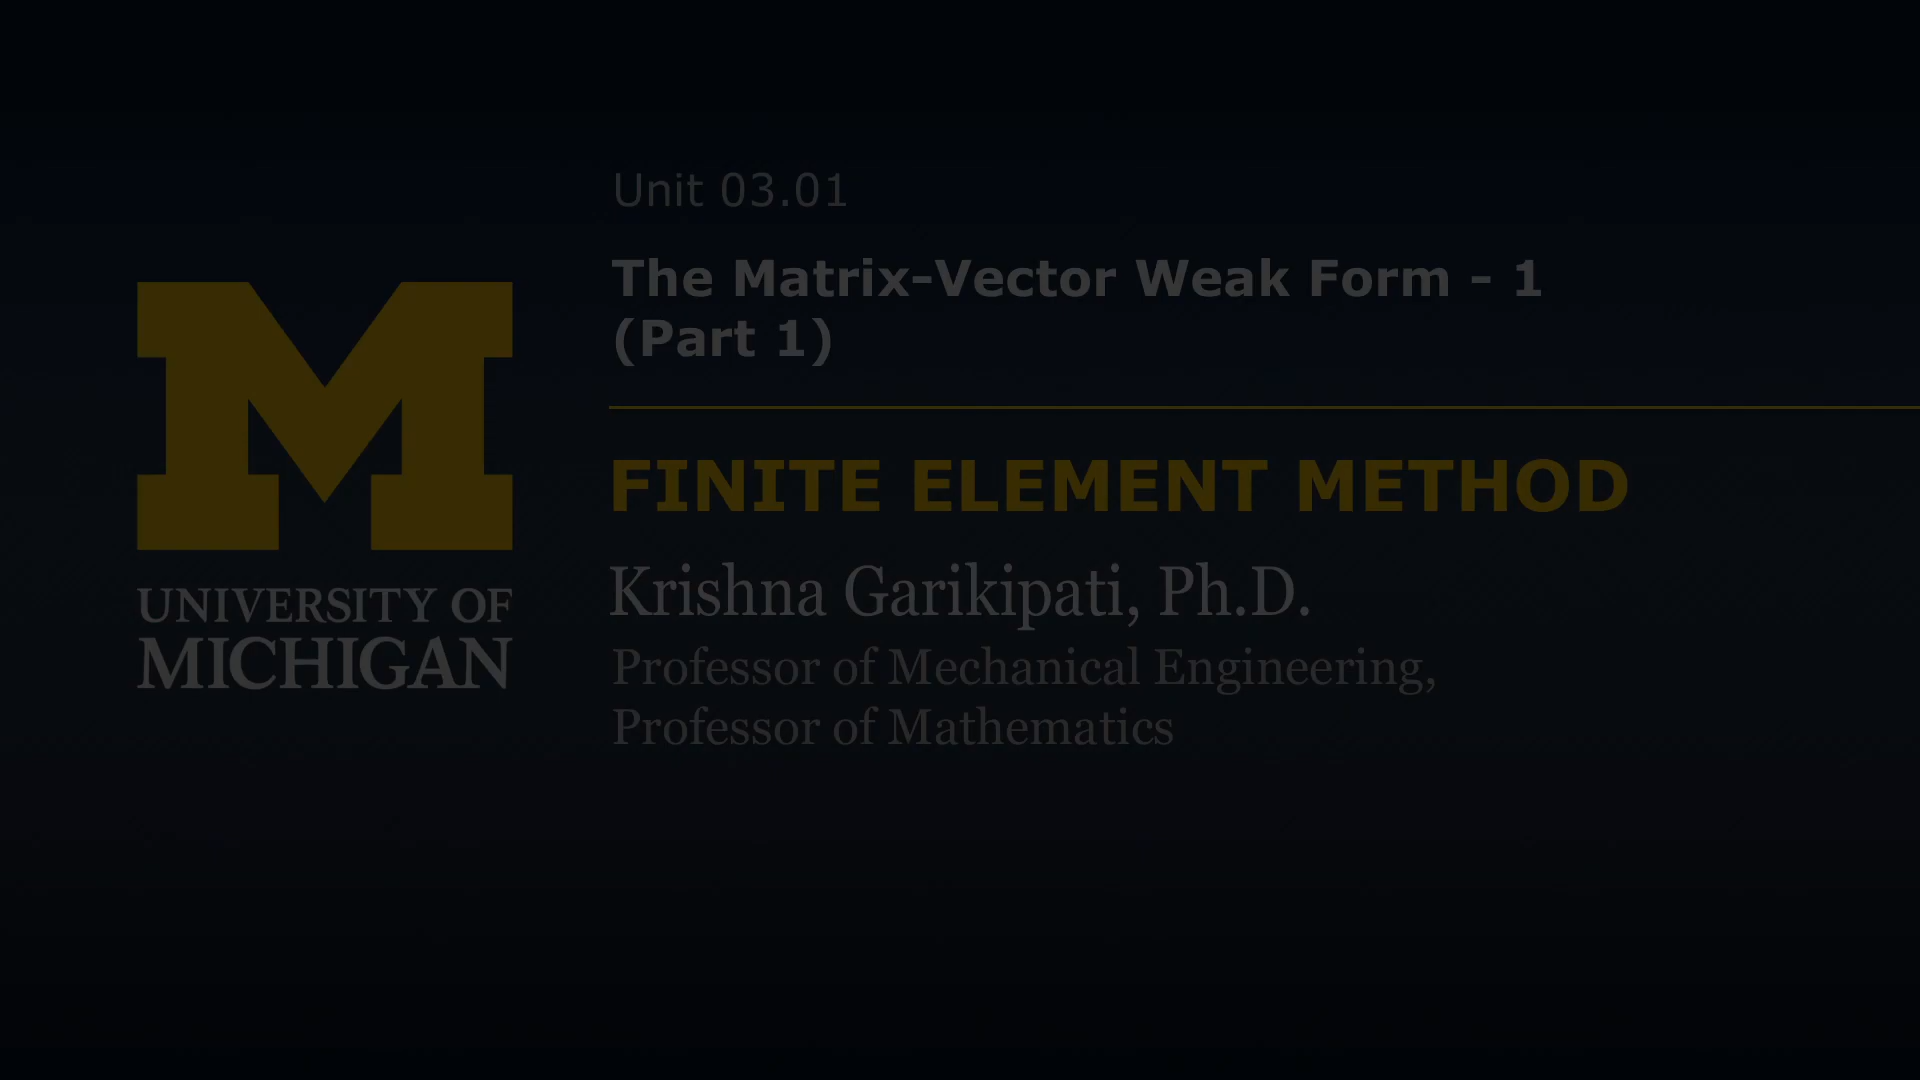 Unit 03.01
The Matrix-Vector Weak Form - 1
(Part 1)
FINITE ELEMENT METHOD
Krishna Garikipati, Ph.D.
Professor of Mechanical Engineering,
Professor of Mathematics
M
UNIVERSITY OF
MICHIGAN